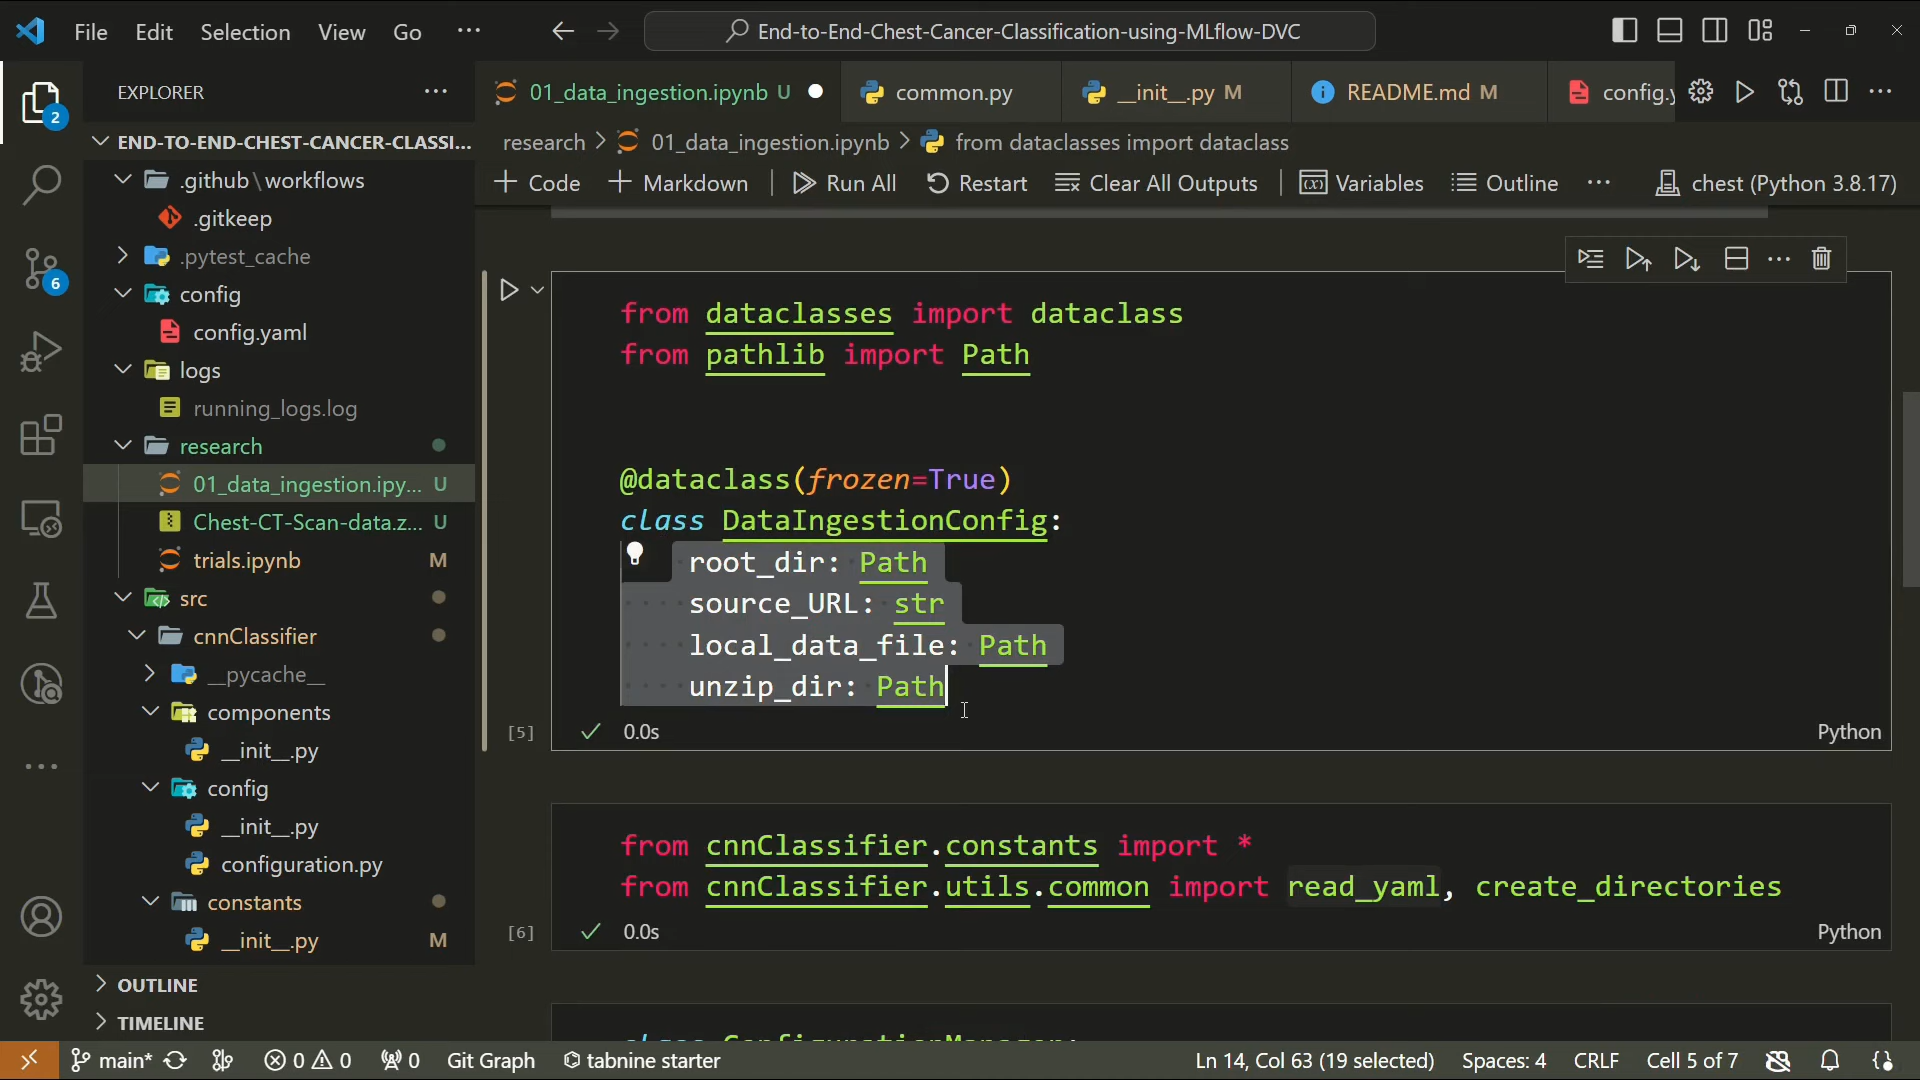 File Edit Selection View Go ··· End-to-End-Chest-Cancer-Classification-using-MLflow-DVC
EXPLORER ···
01_data_ingestion.ipynb U common.py __init__.py M README.md M config.y
2
END-TO-END-CHEST-CANCER-CLASSI...
research > 01_data_ingestion.ipynb > from dataclasses import dataclass
+ Code + Markdown Run All Restart Clear All Outputs Variables Outline ··· chest (Python 3.8.17)
.github\workflows
.gitkeep
.pytest_cache
config
config.yaml
logs
running_logs.log
research
01_data_ingestion.ipy... U
Chest-CT-Scan-data.z... U
trials.ipynb M
src
cnnClassifier
__pycache__
components
__init__.py
config
__init__.py
configuration.py
constants
__init__.py M
OUTLINE
TIMELINE
6
from dataclasses import dataclass
from pathlib import Path
@dataclass(frozen=True)
class DataIngestionConfig:
root_dir: Path
source_URL: str
local_data_file: Path
unzip_dir: Path
[5] 0.0s Python
from cnnClassifier.constants import *
from cnnClassifier.utils.common import read_yaml, create_directories
[6] 0.0s Python
class ConfigurationManager:
main* 0 0 0 Git Graph tabnine starter Ln 14, Col 63 (19 selected) Spaces: 4 CRLF Cell 5 of 7